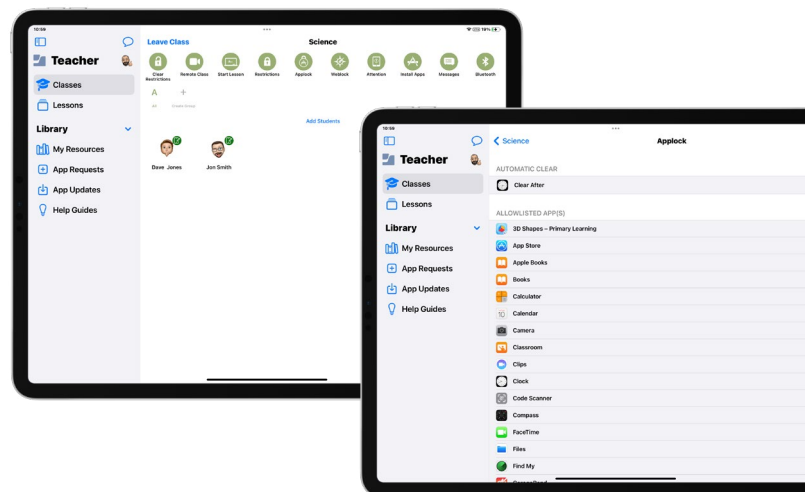 10:59
18%
Teacher
Classes
Lessons
Library
My Resources
App Requests
App Updates
Help Guides
Leave Class
Science
Clear Restrictions
Remote Class
Start Lesson
Restrictions
Applock
Weblock
Attention
Install Apps
Messages
Bluetooth
A
+
All
Create Group
Add Students
Dave Jones
Jon Smith
10:59
Teacher
Classes
Lessons
Library
My Resources
App Requests
App Updates
Help Guides
Science
Applock
AUTOMATIC CLEAR
Clear After
ALLOWLISTED APP(S)
3D Shapes – Primary Learning
App Store
Apple Books
Books
Calculator
10
Calendar
Camera
Classroom
Clips
Clock
Code Scanner
Compass
FaceTime
Files
Find My